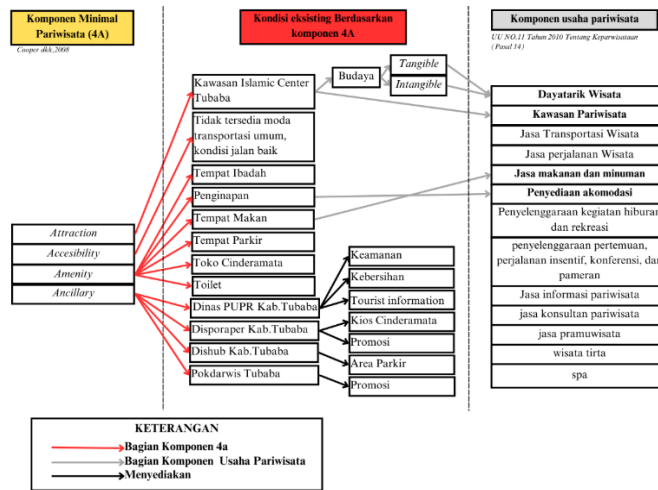 Komponen Minimal
Pariwisata (4A)
Cooper dkk,2008
Kondisi eksisting Berdasarkan
komponen 4A
Komponen usaha pariwisata
UU NO.11 Tahun 2010 Tentang Keparwisataan
(Pasal 14)
Attraction
Accesibility
Amenity
Ancillary
Kawasan Islamic Center
Tubaba
Tidak tersedia moda
transportasi umum,
kondisi jalan baik
Tempat Ibadah
Penginapan
Tempat Makan
Tempat Parkir
Toko Cinderamata
Toilet
Dinas PUPR Kab.Tubaba
Disporaper Kab.Tubaba
Dishub Kab.Tubaba
Pokdarwis Tubaba
Budaya
Tangible
Intangible
Keamanan
Kebersihan
Tourist information
Kios Cinderamata
Promosi
Area Parkir
Promosi
Dayatarik Wisata
Kawasan Pariwisata
Jasa Transportasi Wisata
Jasa perjalanan Wisata
Jasa makanan dan minuman
Penyediaan akomodasi
Penyelenggaraan kegiatan hiburan
dan rekreasi
penyelenggaraan pertemuan,
perjalanan insentif, konferensi, dan
pameran
Jasa informasi pariwisata
jasa konsultan pariwisata
jasa pramuwisata
wisata tirta
spa
KETERANGAN
Bagian Komponen 4a
Bagian Komponen Usaha Pariwisata
Menyediakan